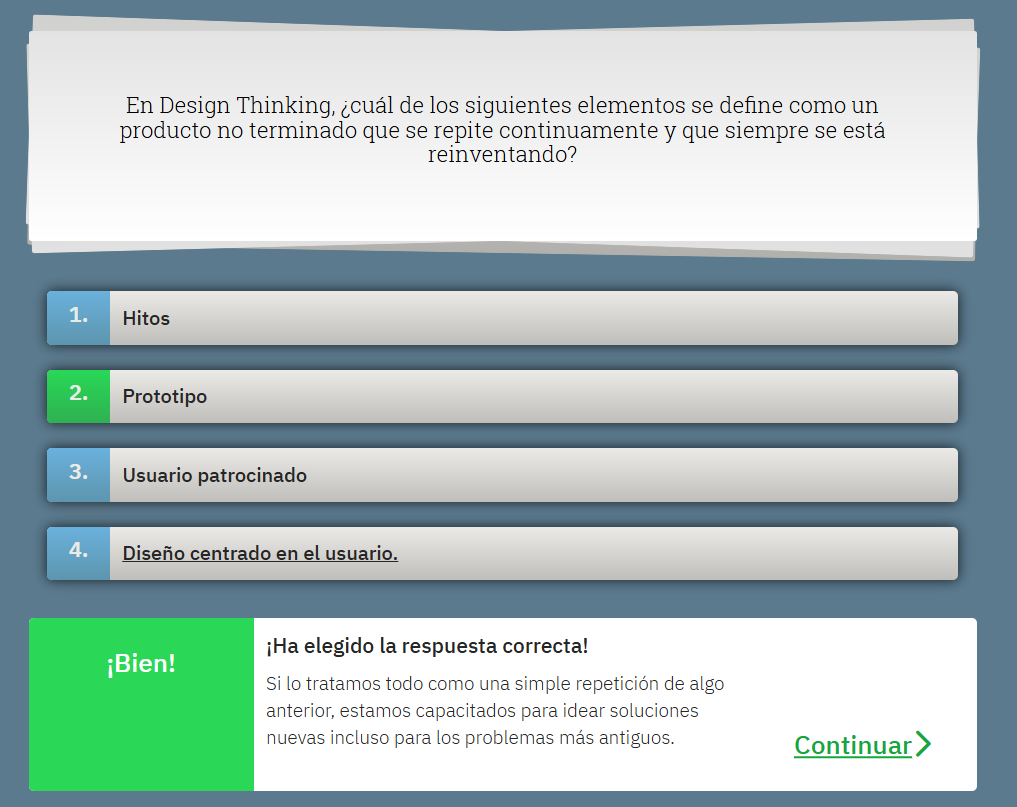 En Design Thinking, ¿cuál de los siguientes elementos se define como un
producto no terminado que se repite continuamente y que siempre se está
reinventando?
1. Hitos
2. Prototipo
3. Usuario patrocinado
4. Diseño centrado en el usuario.
¡Bien!
¡Ha elegido la respuesta correcta!
Si lo tratamos todo como una simple repetición de algo
anterior, estamos capacitados para idear soluciones
nuevas incluso para los problemas más antiguos.
Continuar